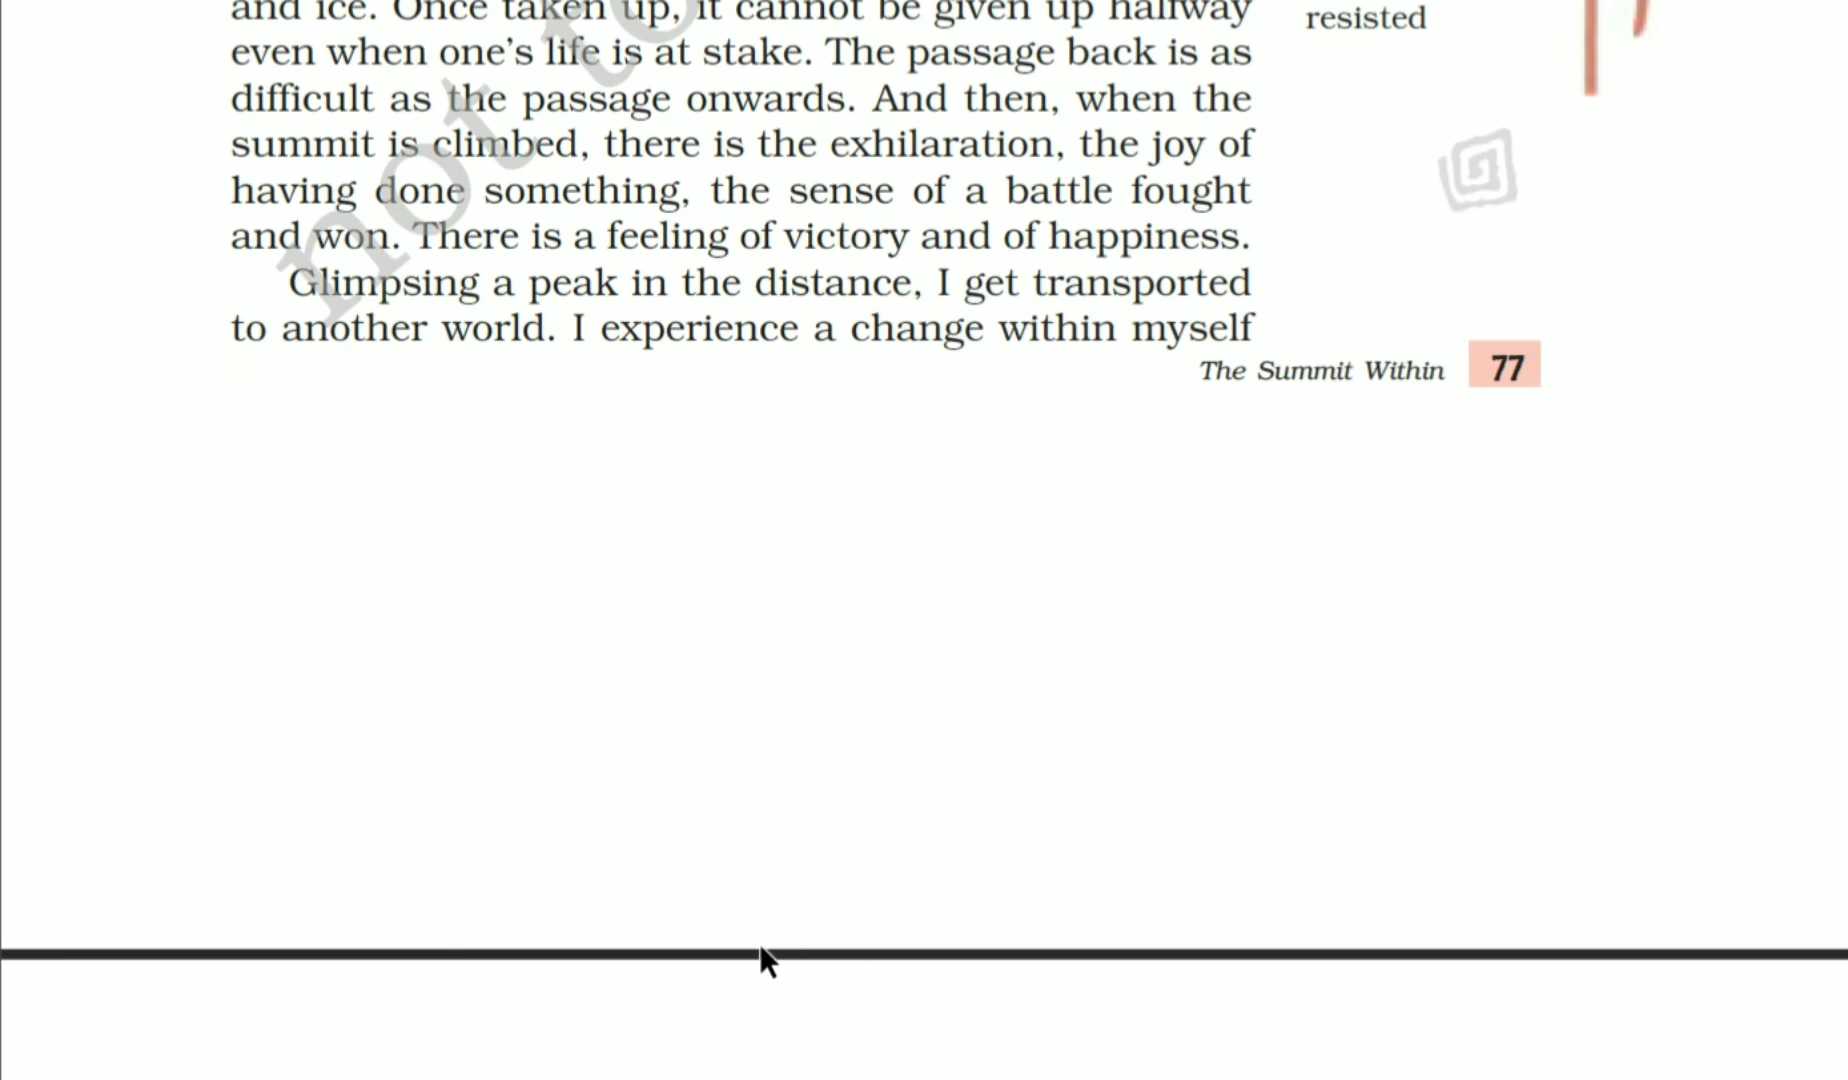 and ice. Once taken up, it cannot be given up halfway
resisted
even when one's life is at stake. The passage back is as
difficult as the passage onwards. And then, when the
summit is climbed, there is the exhilaration, the joy of
having done something, the sense of a battle fought
and won. There is a feeling of victory and of happiness.
Glimpsing a peak in the distance, I get transported
to another world. I experience a change within myself
The Summit Within 77
not to